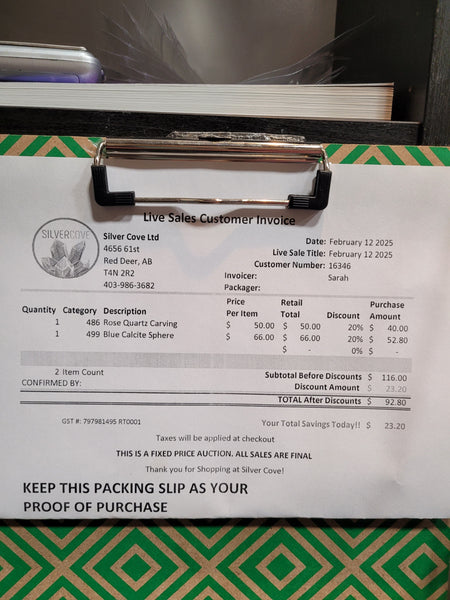 Live Sales Customer Invoice
SILVERCOVE
Silver Cove Ltd
4656 61st
Red Deer, AB
T4N 2R2
403-986-3682
Date: February 12 2025
Live Sale Title: February 12 2025
Customer Number: 16346
Invoicer: Sarah
Packager:
Quantity Category Description Price Per Item Retail Total Discount Purchase Amount
1 486 Rose Quartz Carving $ 50.00 $ 50.00 20% $ 40.00
1 499 Blue Calcite Sphere $ 66.00 $ 66.00 20% $ 52.80
$ - 0% $ -
2 Item Count
CONFIRMED BY:
Subtotal Before Discounts $ 116.00
Discount Amount $ 23.20
TOTAL After Discounts $ 92.80
GST #: 797981495 RT0001
Your Total Savings Today!! $ 23.20
Taxes will be applied at checkout
THIS IS A FIXED PRICE AUCTION. ALL SALES ARE FINAL
Thank you for Shopping at Silver Cove!
KEEP THIS PACKING SLIP AS YOUR
PROOF OF PURCHASE